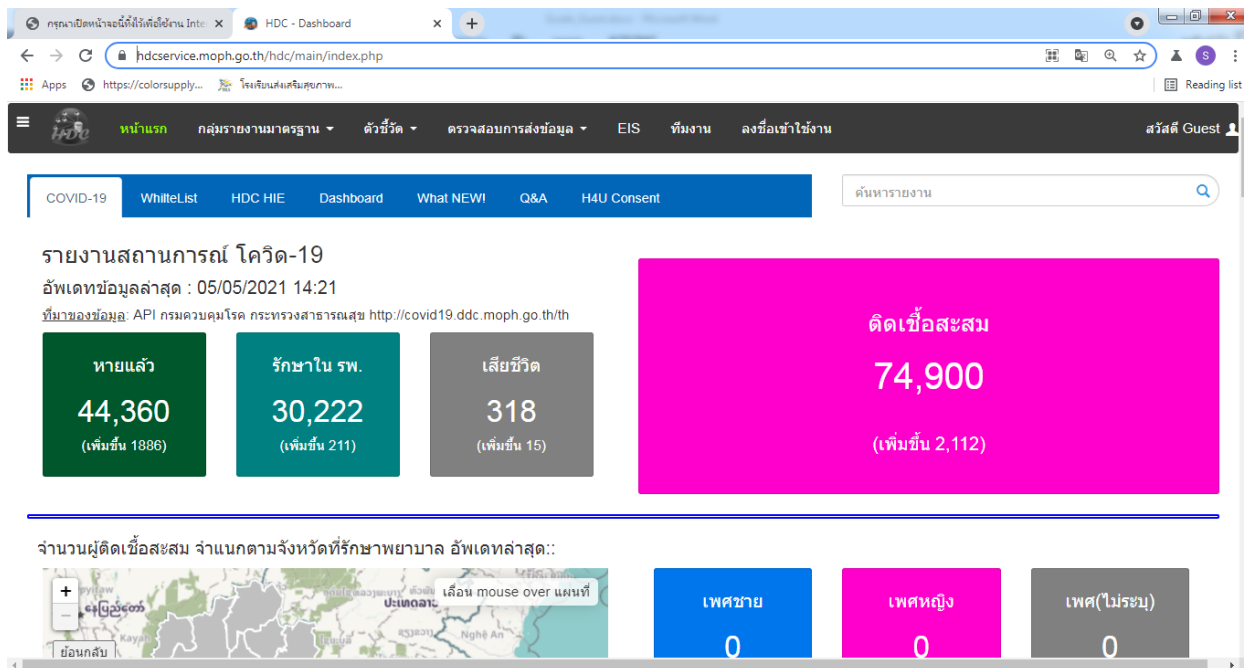 กรุณาเปิดหน้าจอนี้ทิ้งไว้เพื่อใช้งาน Inte
HDC - Dashboard
hdcservice.moph.go.th/hdc/main/index.php
S
Apps
https://colorsupply...
โรงเรียนส่งเสริมสุขภาพ...
Reading list
HDC
หน้าแรก
กลุ่มรายงานมาตรฐาน
ตัวชี้วัด
ตรวจสอบการส่งข้อมูล
EIS
ทีมงาน
ลงชื่อเข้าใช้งาน
สวัสดี Guest
COVID-19
WhilteList
HDC HIE
Dashboard
What NEW!
Q&A
H4U Consent
ค้นหารายงาน
รายงานสถานการณ์ โควิด-19
อัพเดทข้อมูลล่าสุด : 05/05/2021 14:21
ที่มาของข้อมูล: API กรมควบคุมโรค กระทรวงสาธารณสุข http://covid19.ddc.moph.go.th/th
หายแล้ว
44,360
(เพิ่มขึ้น 1886)
รักษาใน รพ.
30,222
(เพิ่มขึ้น 211)
เสียชีวิต
318
(เพิ่มขึ้น 15)
ติดเชื้อสะสม
74,900
(เพิ่มขึ้น 2,112)
จำนวนผู้ติดเชื้อสะสม จำแนกตามจังหวัดที่รักษาพยาบาล อัพเดทล่าสุด::
+
−
ย้อนกลับ
နေပြည်တော်
Kayah
ປະເທດລາວ
Nghệ An
เลื่อน mouse over แผนที่
เพศชาย
0
เพศหญิง
0
เพศ(ไม่ระบุ)
0